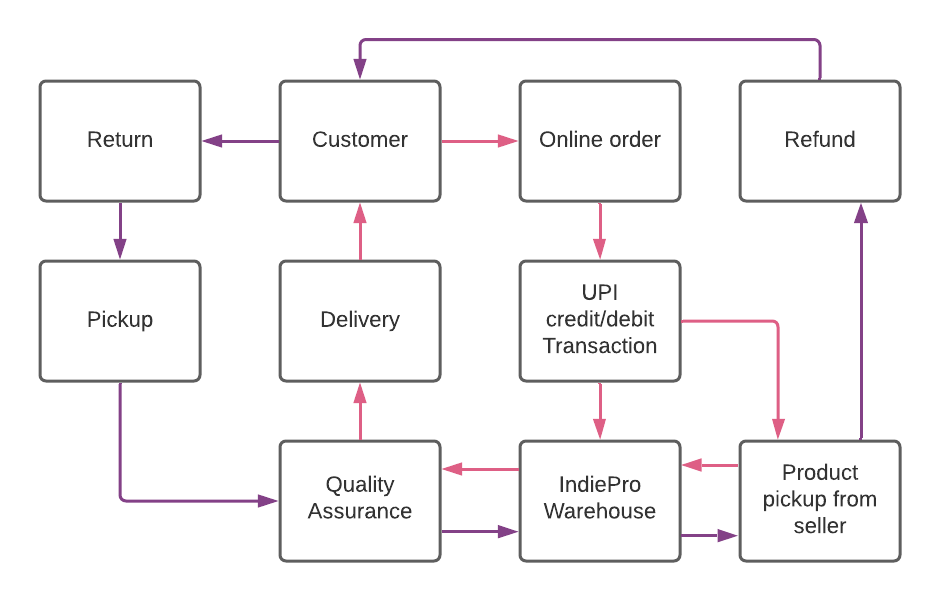 Return
Customer
Online order
Refund
Pickup
Delivery
UPI
credit/debit
Transaction
Quality
Assurance
IndiePro
Warehouse
Product
pickup from
seller